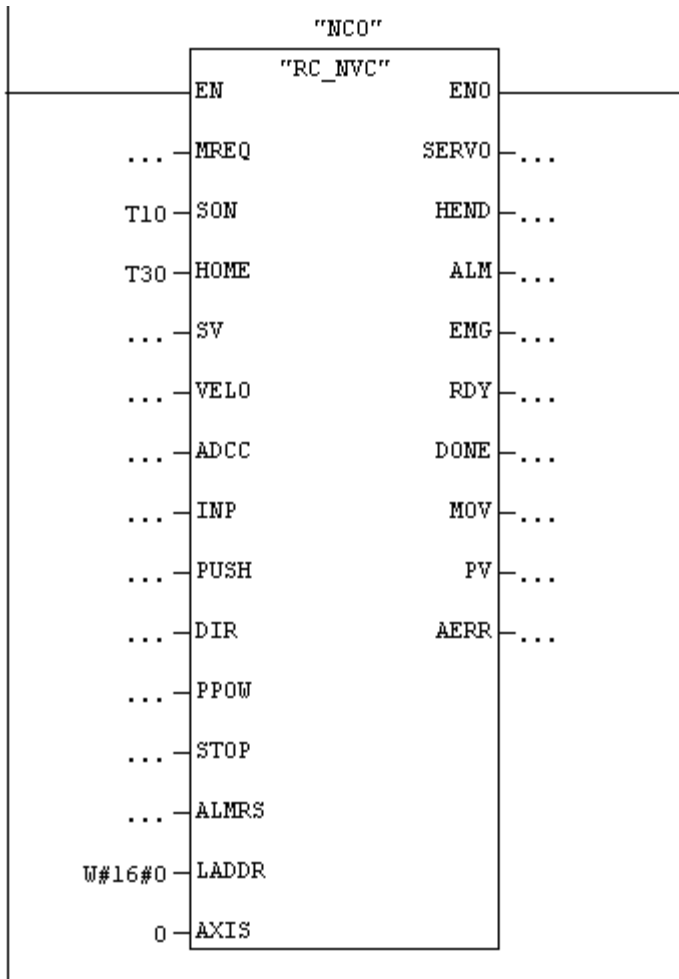 "NC0"
"RC_NVC"
EN ENO
... MREQ SERVO ...
T10 SON HEND ...
T30 HOME ALM ...
... SV EMG ...
... VELO RDY ...
... ADCC DONE ...
... INP MOV ...
... PUSH PV ...
... DIR AERR ...
... PPOW
... STOP
... ALMRS
W#16#0 LADDR
0 AXIS